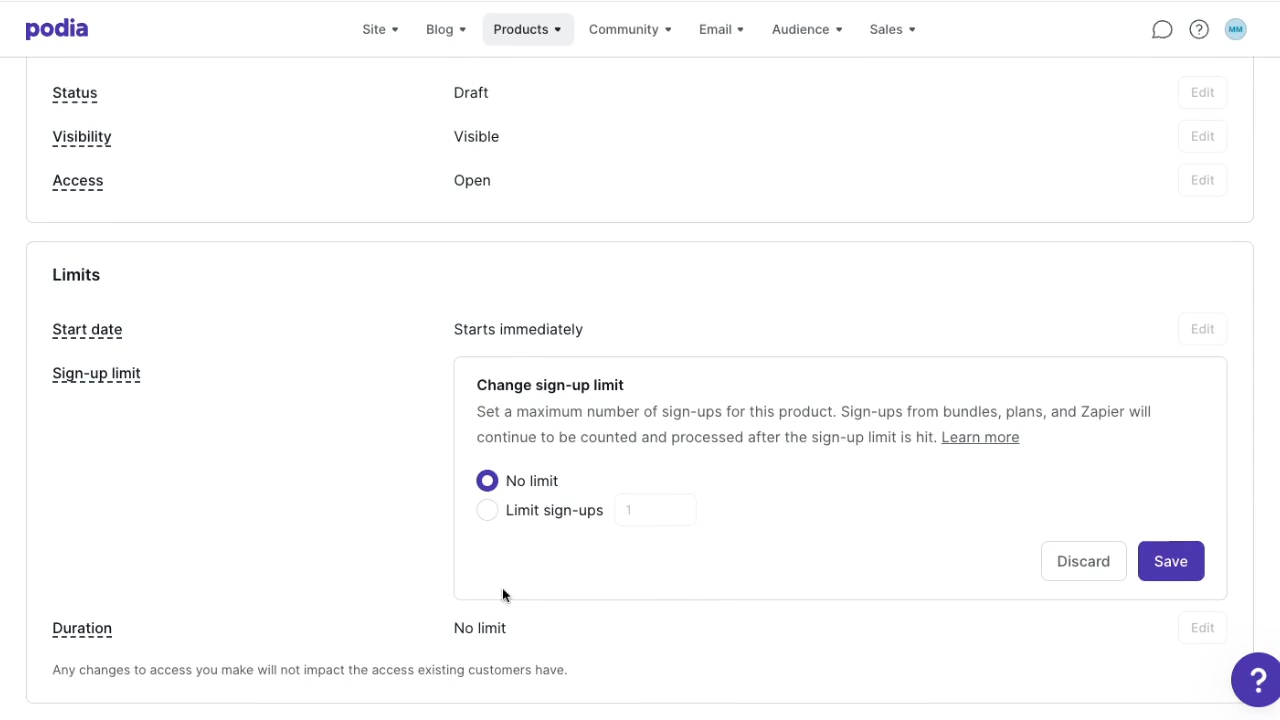 podia
Site
Blog
Products
Community
Email
Audience
Sales
MM
Status
Draft
Edit
Visibility
Visible
Edit
Access
Open
Edit
Limits
Start date
Starts immediately
Edit
Sign-up limit
Change sign-up limit
Set a maximum number of sign-ups for this product. Sign-ups from bundles, plans, and Zapier will
continue to be counted and processed after the sign-up limit is hit. Learn more
No limit
Limit sign-ups
1
Discard
Save
Duration
No limit
Edit
Any changes to access you make will not impact the access existing customers have.
?